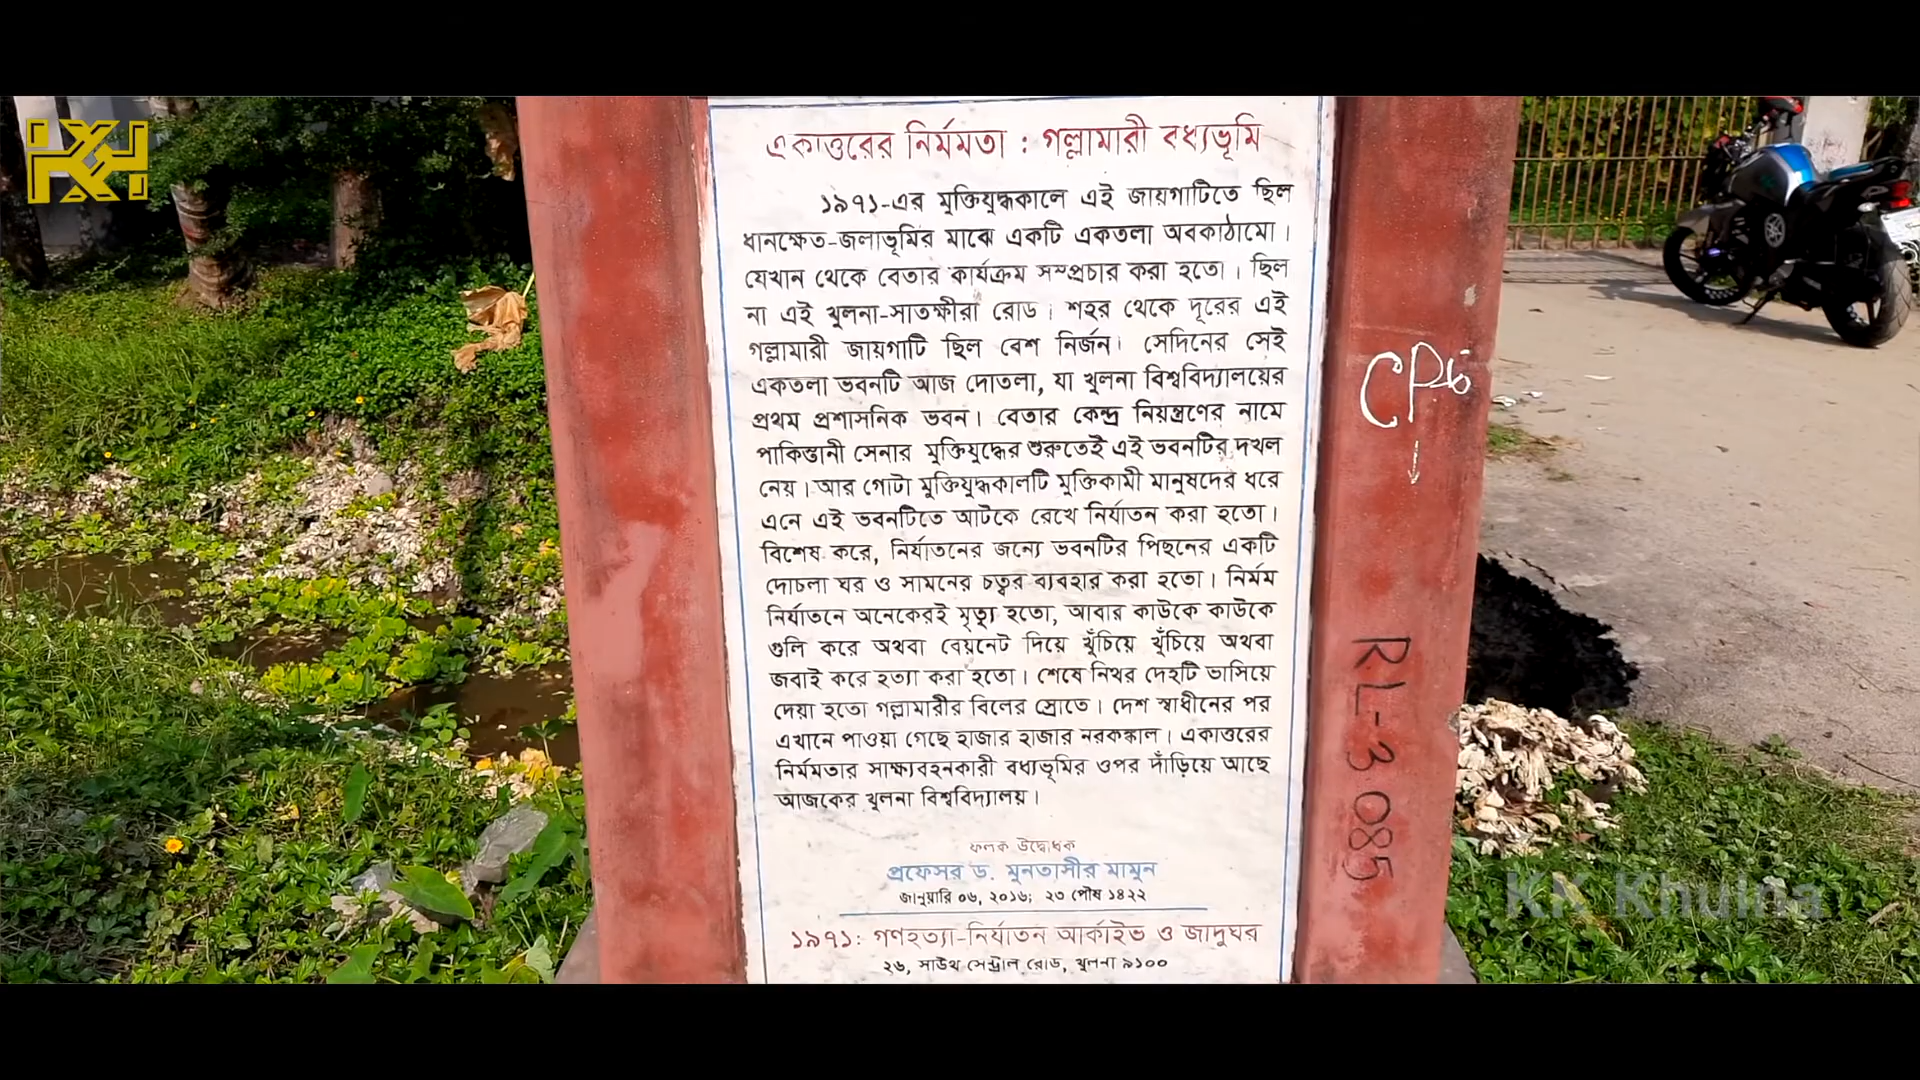 একাত্তরের নির্মমতা : গল্লামারী বধ্যভূমি
১৯৭১-এর মুক্তিযুদ্ধকালে এই জায়গাটিতে ছিল
ধানক্ষেত-জলাভূমির মাঝে একটি একতলা অবকাঠামো।
যেখান থেকে বেতার কার্যক্রম সম্প্রচার করা হতো। ছিল
না এই খুলনা-সাতক্ষীরা রোড। শহর থেকে দূরের এই
গল্লামারী জায়গাটি ছিল বেশ নির্জন। সেদিনের সেই
একতলা ভবনটি আজ দোতলা, যা খুলনা বিশ্ববিদ্যালয়ের
প্রথম প্রশাসনিক ভবন। বেতার কেন্দ্র নিয়ন্ত্রণের নামে
পাকিস্তানী সেনার মুক্তিযুদ্ধের শুরুতেই এই ভবনটির দখল
নেয়। আর গোটা মুক্তিযুদ্ধকালটি মুক্তিকামী মানুষদের ধরে
এনে এই ভবনটিতে আটকে রেখে নির্যাতন করা হতো।
বিশেষ করে, নির্যাতনের জন্যে ভবনটির পিছনের একটি
দোচলা ঘর ও সামনের চত্বর ব্যবহার করা হতো। নির্মম
নির্যাতনে অনেকেরই মৃত্যু হতো, আবার কাউকে কাউকে
গুলি করে অথবা বেয়নেট দিয়ে খুঁচিয়ে খুঁচিয়ে অথবা
জবাই করে হত্যা করা হতো। শেষে নিথর দেহটি ভাসিয়ে
দেয়া হতো গল্লামারীর বিলের স্রোতে। দেশ স্বাধীনের পর
এখানে পাওয়া গেছে হাজার হাজার নরকঙ্কাল। একাত্তরের
নির্মমতার সাক্ষ্যবহনকারী বধ্যভূমির ওপর দাঁড়িয়ে আছে
আজকের খুলনা বিশ্ববিদ্যালয়।
ফলক উদ্বোধক
প্রফেসর ড. মুনতাসীর মামুন
জানুয়ারি ০৬, ২০১৬; ২৩ পৌষ ১৪২২
১৯৭১: গণহত্যা-নির্যাতন আর্কাইভ ও জাদুঘর
২৬, সাউথ সেন্ট্রাল রোড, খুলনা ৯১০০
RL-3085
KK Khulna